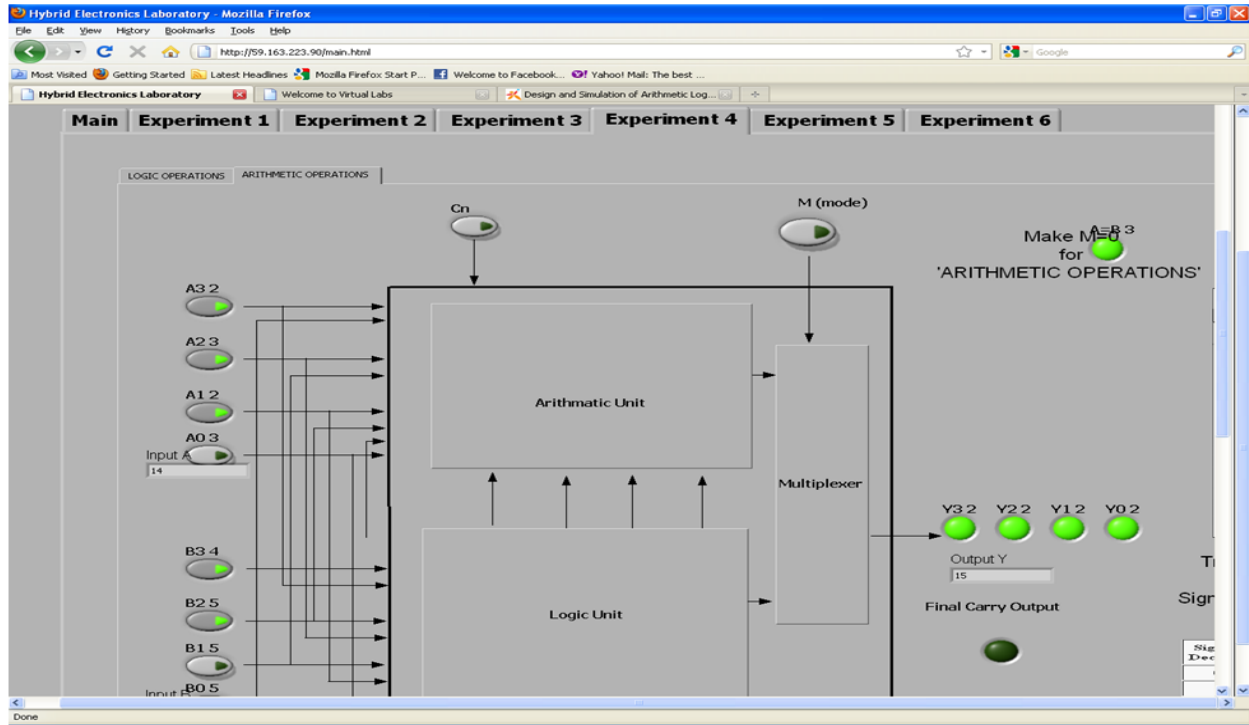 Hybrid Electronics Laboratory - Mozilla Firefox
File Edit View History Bookmarks Tools Help
http://59.163.223.90/main.html
Google
Most Visited Getting Started Latest Headlines Mozilla Firefox Start P... Welcome to Facebook... Yahoo! Mail: The best ...
Hybrid Electronics Laboratory Welcome to Virtual Labs Design and Simulation of Arithmetic Log...
Main Experiment 1 Experiment 2 Experiment 3 Experiment 4 Experiment 5 Experiment 6
LOGIC OPERATIONS ARITHMETIC OPERATIONS
Cn
M (mode)
A=B 3
Make M=0
for
'ARITHMETIC OPERATIONS'
A3 2
A2 3
A1 2
A0 3
Input A
14
Arithmatic Unit
Multiplexer
Y3 2 Y2 2 Y1 2 Y0 2
Output Y
15
Final Carry Output
B3 4
B2 5
B1 5
B0 5
Input B
Logic Unit
Sig
Dec
Done